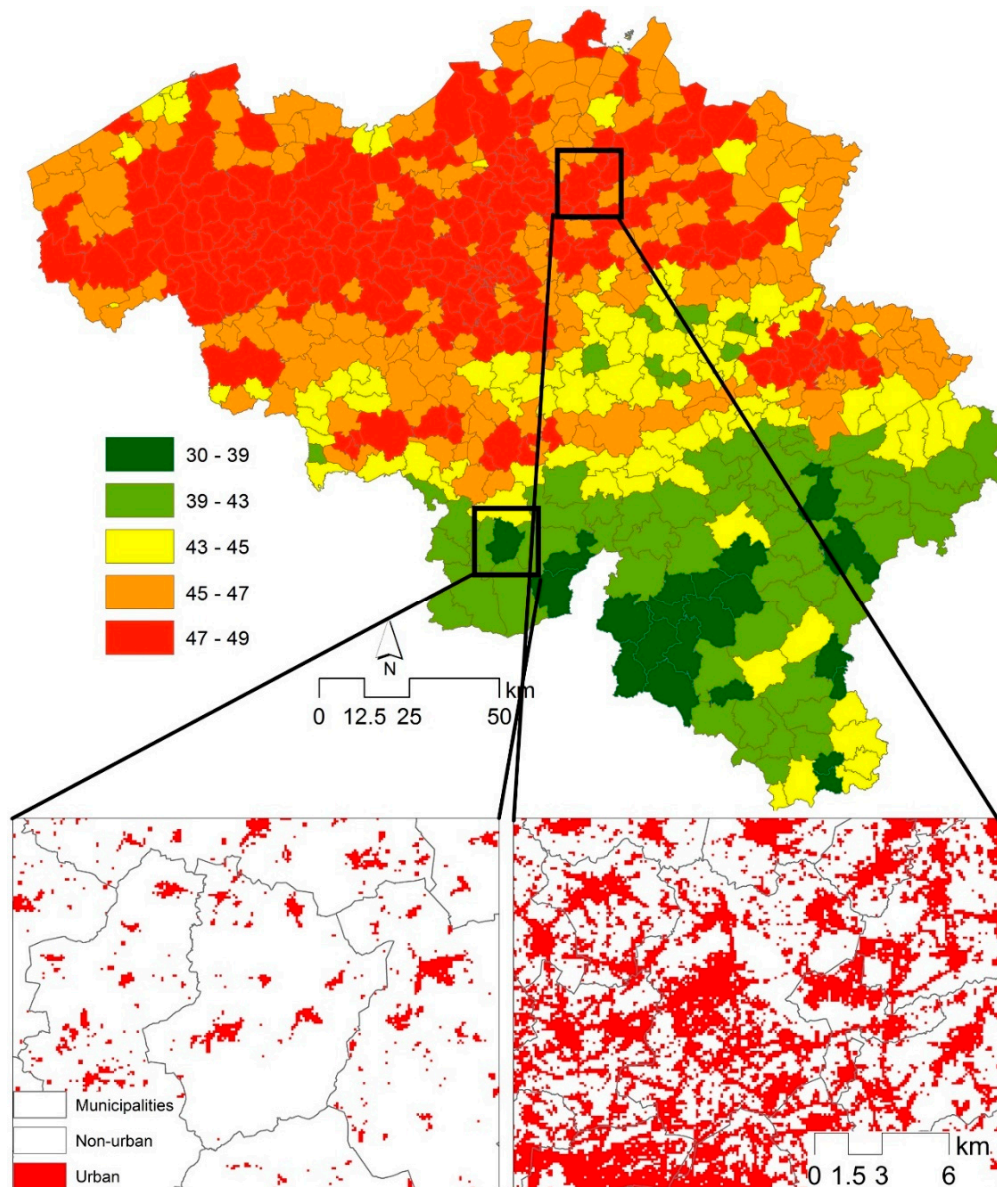 30 - 39
39 - 43
43 - 45
45 - 47
47 - 49
N
km
0 12.5 25 50
Municipalities
Non-urban
Urban
km
0 1.5 3 6